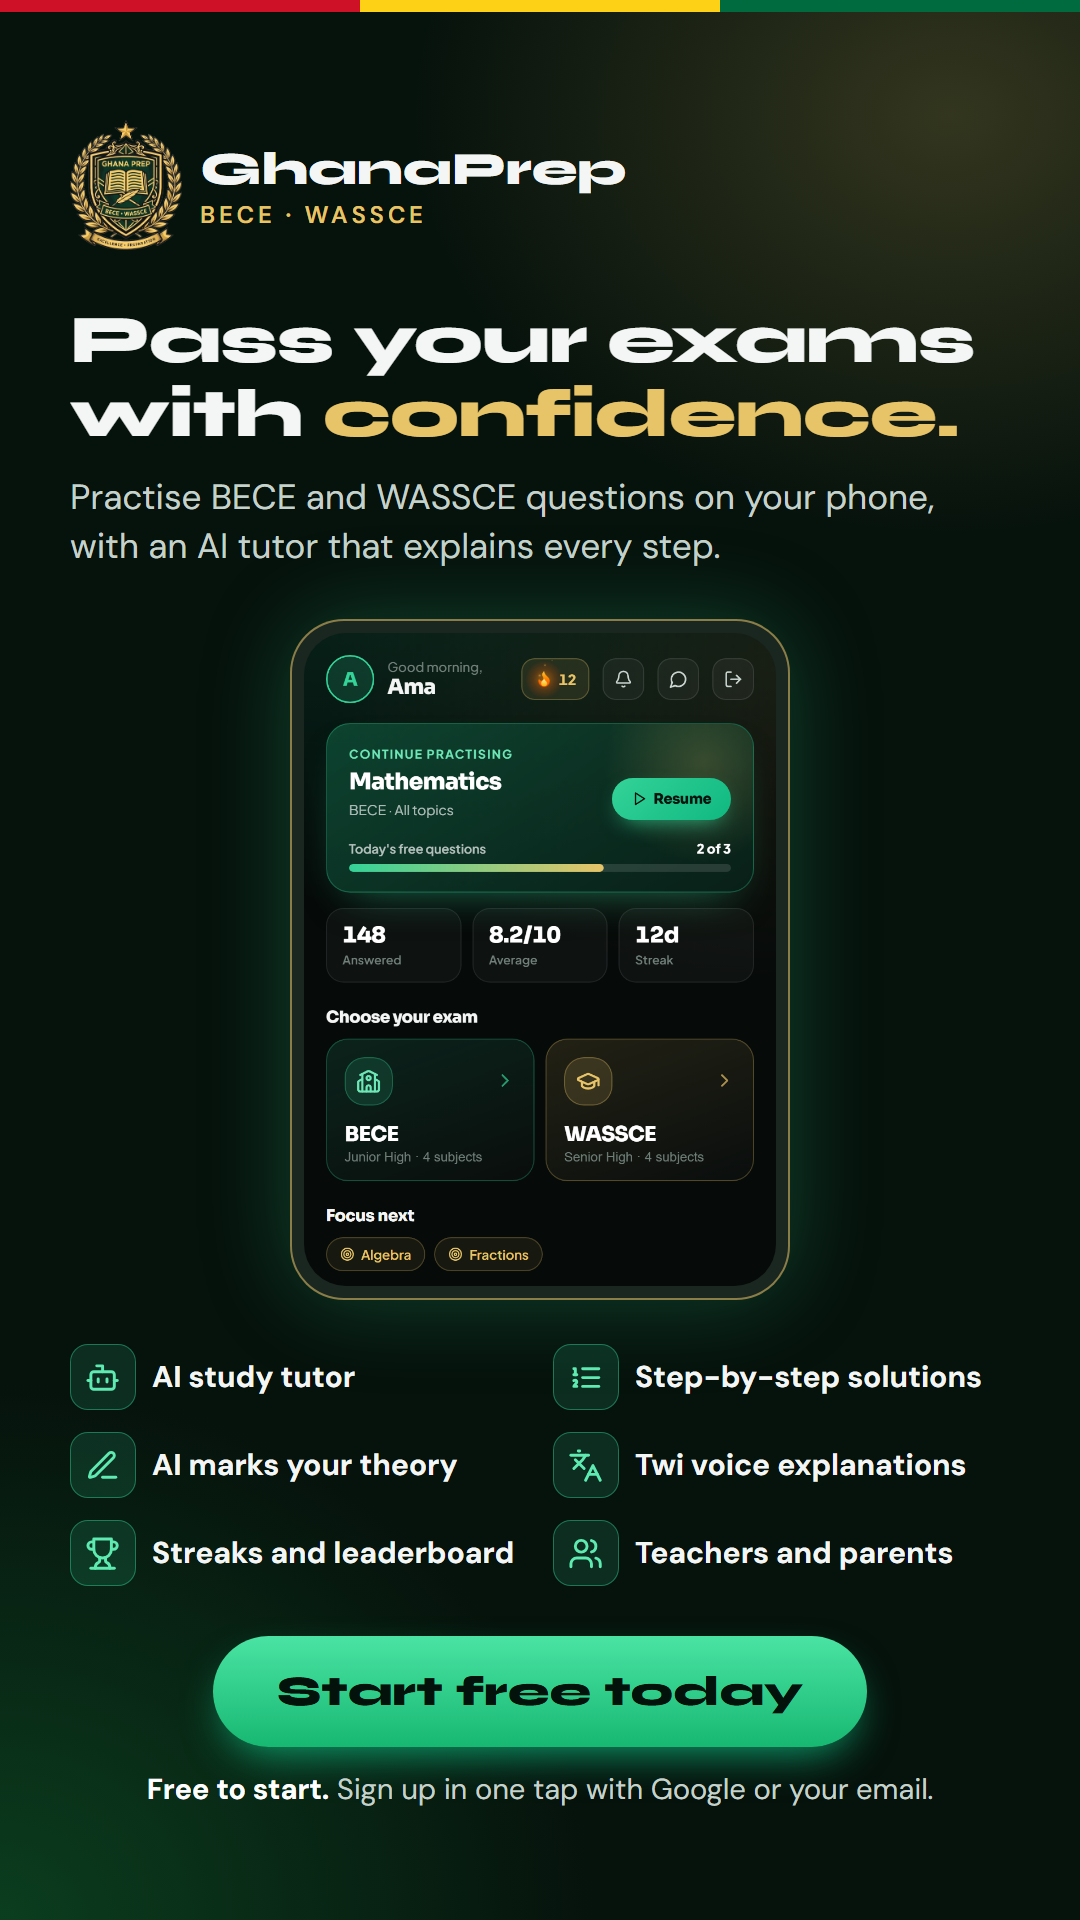 GHANA PREP
BECE • WASSCE
GhanaPrep
BECE · WASSCE
Pass your exams
with confidence.
Practise BECE and WASSCE questions on your phone,
with an AI tutor that explains every step.
A
Good morning,
Ama
12
CONTINUE PRACTISING
Mathematics
BECE · All topics
Resume
Today's free questions
2 of 3
148
Answered
8.2/10
Average
12d
Streak
Choose your exam
BECE
Junior High · 4 subjects
WASSCE
Senior High · 4 subjects
Focus next
Algebra
Fractions
AI study tutor
Step-by-step solutions
AI marks your theory
Twi voice explanations
Streaks and leaderboard
Teachers and parents
Start free today
Free to start. Sign up in one tap with Google or your email.